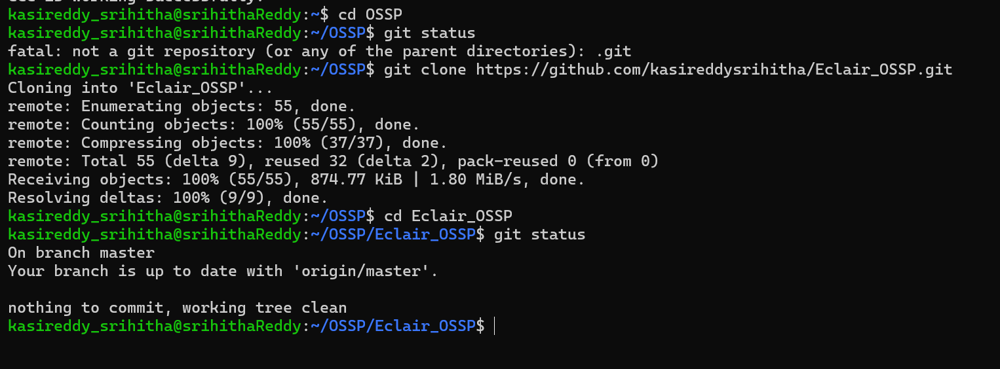 kasireddy_srihitha@srihithaReddy:~$ cd OSSP
kasireddy_srihitha@srihithaReddy:~/OSSP$ git status
fatal: not a git repository (or any of the parent directories): .git
kasireddy_srihitha@srihithaReddy:~/OSSP$ git clone https://github.com/kasireddysrihitha/Eclair_OSSP.git
Cloning into 'Eclair_OSSP'...
remote: Enumerating objects: 55, done.
remote: Counting objects: 100% (55/55), done.
remote: Compressing objects: 100% (37/37), done.
remote: Total 55 (delta 9), reused 32 (delta 2), pack-reused 0 (from 0)
Receiving objects: 100% (55/55), 874.77 KiB | 1.80 MiB/s, done.
Resolving deltas: 100% (9/9), done.
kasireddy_srihitha@srihithaReddy:~/OSSP$ cd Eclair_OSSP
kasireddy_srihitha@srihithaReddy:~/OSSP/Eclair_OSSP$ git status
On branch master
Your branch is up to date with 'origin/master'.
nothing to commit, working tree clean
kasireddy_srihitha@srihithaReddy:~/OSSP/Eclair_OSSP$